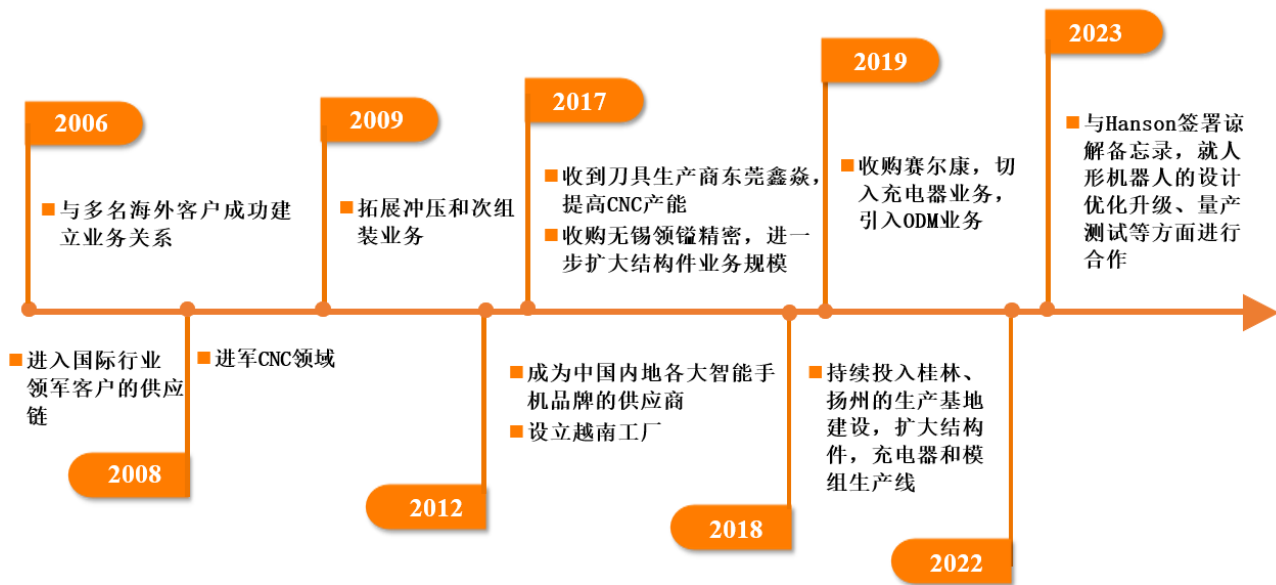 2006
与多名海外客户成功建
立业务关系
2009
拓展冲压和次组
装业务
2017
收到刀具生产商东莞鑫焱,
提高CNC产能
收购无锡领镒精密，进一
步扩大结构件业务规模
2019
收购赛尔康，切
入充电器业务，
引入ODM业务
2023
与Hanson签署谅
解备忘录，就人
形机器人的设计
优化升级、量产
测试等方面进行
合作
进入国际行业
领军客户的供应
链
2008
进军CNC领域
2012
成为中国内地各大智能手
机品牌的供应商
设立越南工厂
2018
持续投入桂林、
扬州的生产基地
建设，扩大结构
件，充电器和模
组生产线
2022